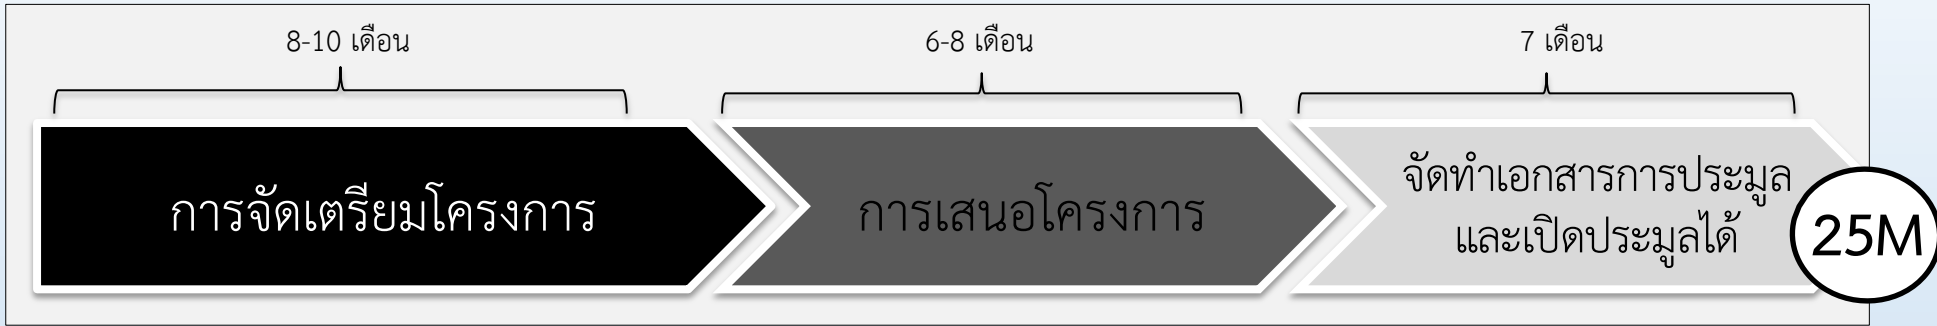 8-10 เดือน
6-8 เดือน
7 เดือน
การจัดเตรียมโครงการ
การเสนอโครงการ
จัดทำเอกสารการประมูล
และเปิดประมูลได้
25M